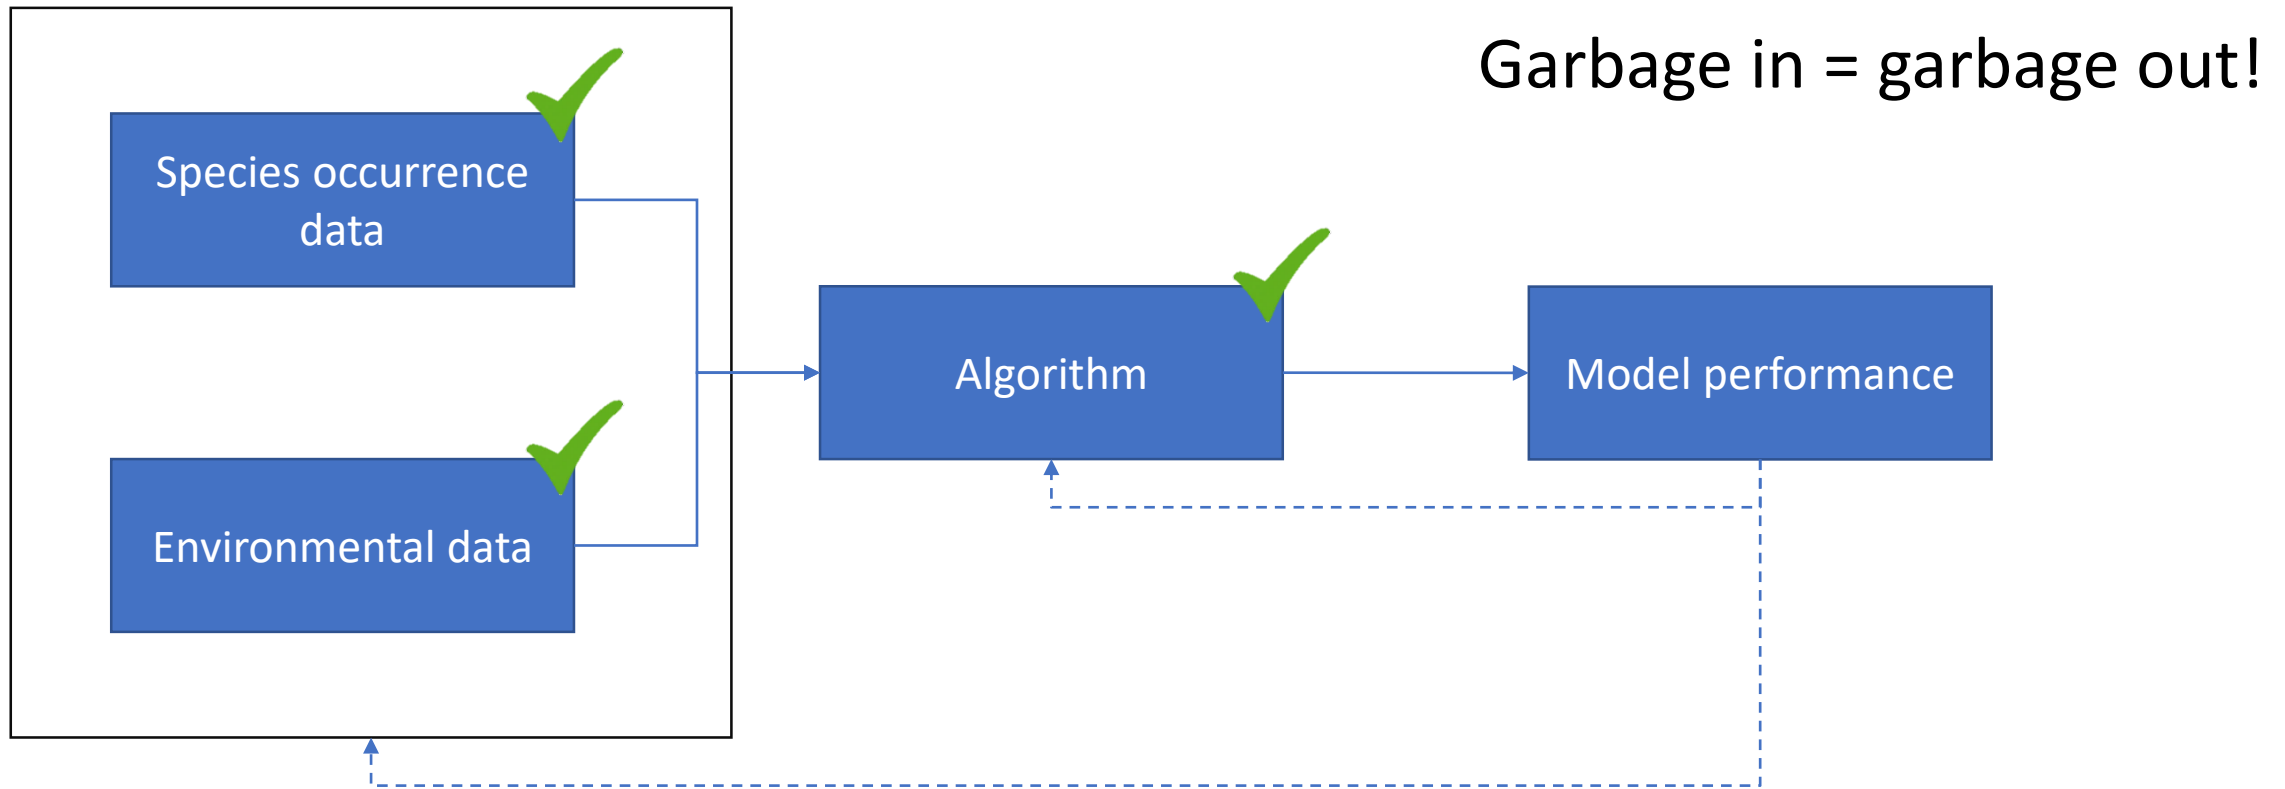 Garbage in = garbage out!
Species occurrence
data
Algorithm
Model performance
Environmental data